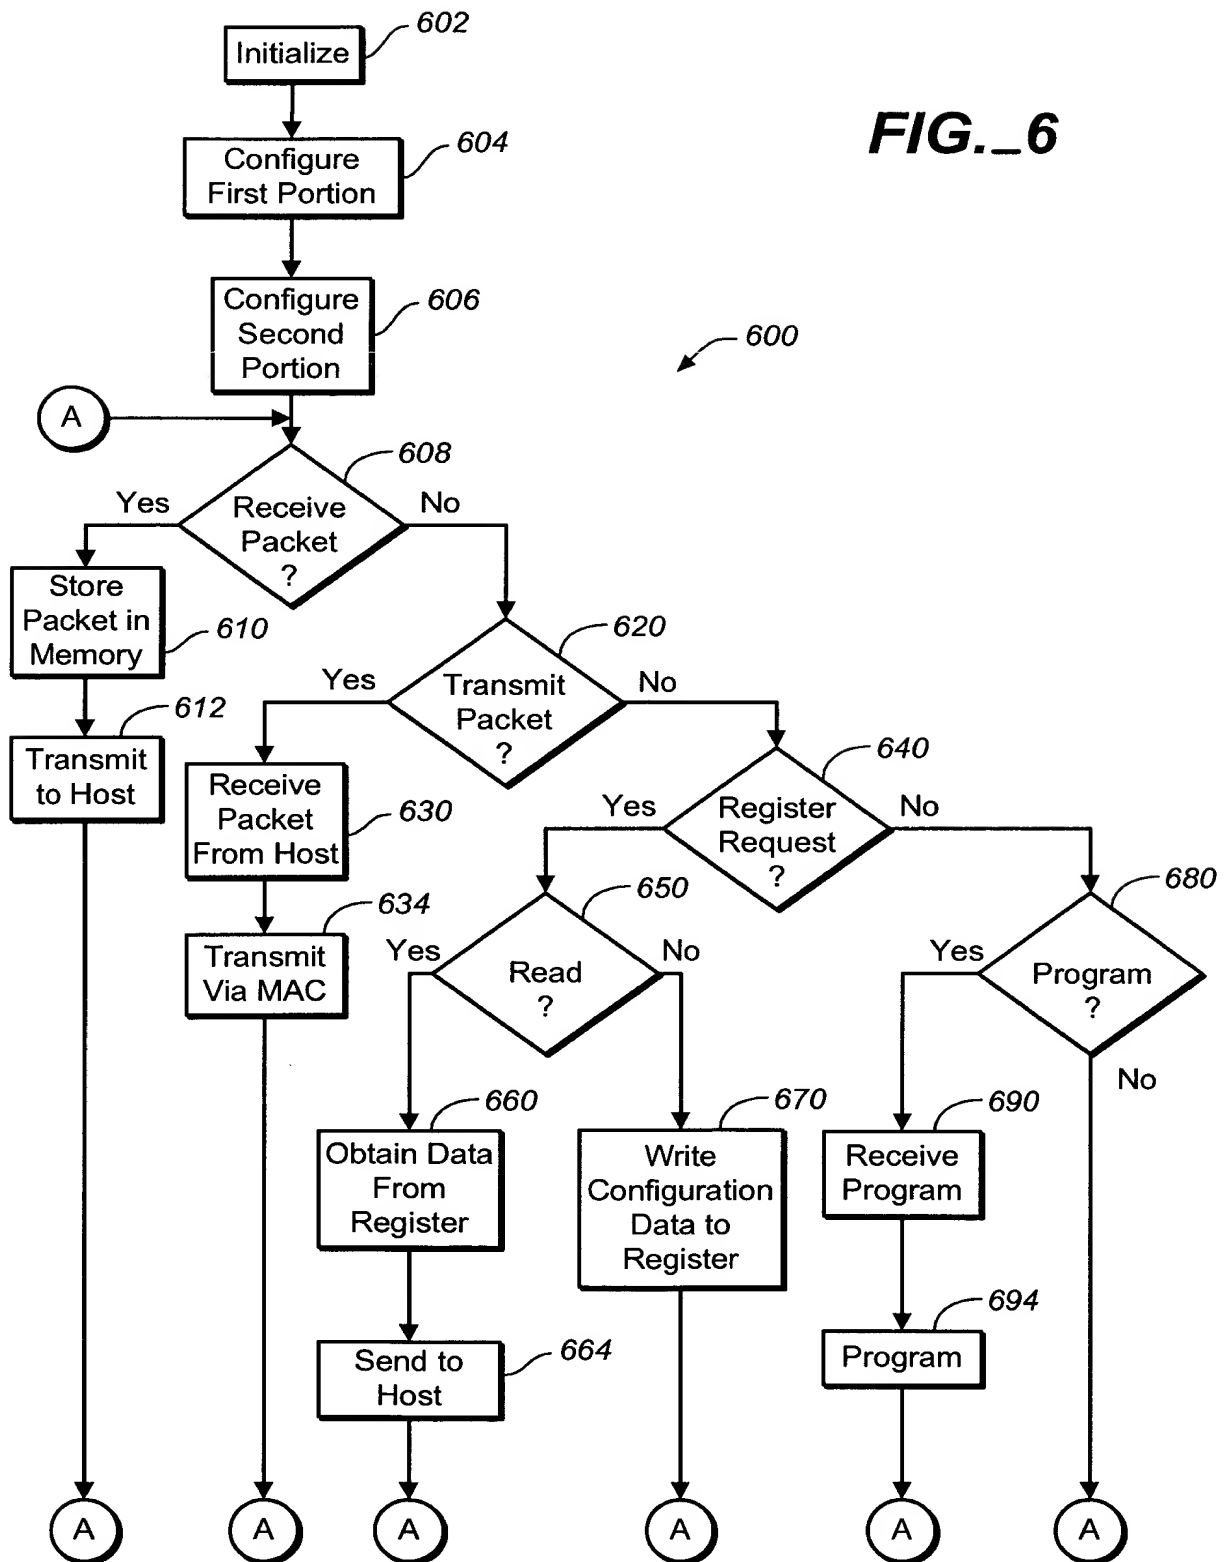 602
Initialize
FIG._6
604
Configure
First Portion
606
Configure
Second
Portion
600
A
608
Yes
No
Receive
Packet
?
Store
Packet in
Memory
610
620
Yes
No
Transmit
Packet
?
612
Transmit
to Host
640
Receive
Packet
From Host
630
Yes
No
Register
Request
?
634
Transmit
Via MAC
650
Yes
No
Read
?
680
Yes
Program
?
No
660
Obtain Data
From
Register
670
Write
Configuration
Data to
Register
690
Receive
Program
694
Program
Send to
Host
664
A
A
A
A
A
A